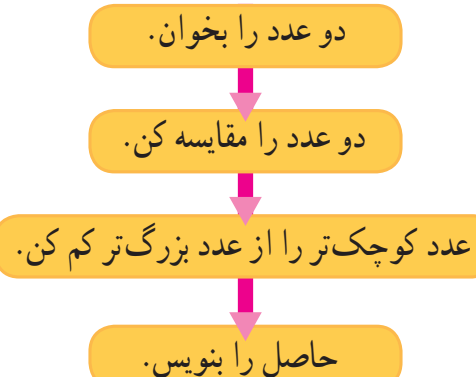 دو عدد را بخوان.
دو عدد را مقایسه کن.
عدد کوچک‌تر را از عدد بزرگ‌تر کم کن.
حاصل را بنویس.